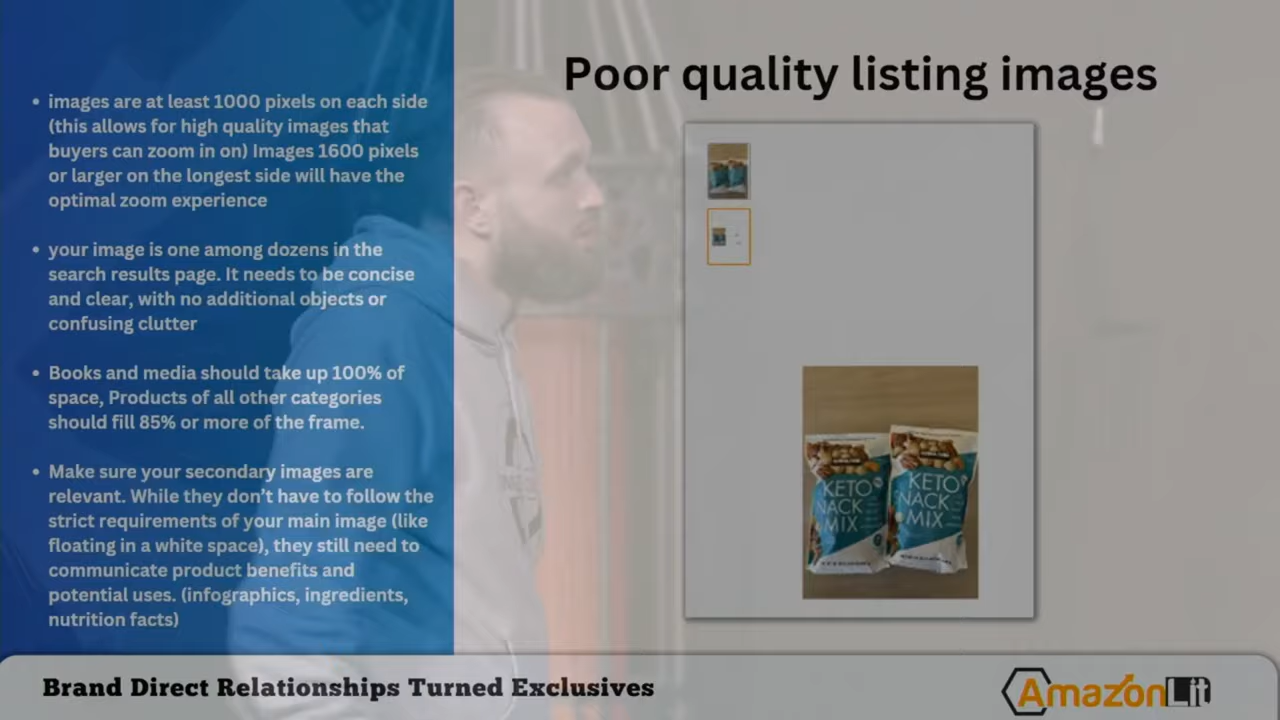 Poor quality listing images
• images are at least 1000 pixels on each side
(this allows for high quality images that
buyers can zoom in on) Images 1600 pixels
or larger on the longest side will have the
optimal zoom experience
• your image is one among dozens in the
search results page. It needs to be concise
and clear, with no additional objects or
confusing clutter
• Books and media should take up 100% of
space, Products of all other categories
should fill 85% or more of the frame.
• Make sure your secondary images are
relevant. While they don’t have to follow the
strict requirements of your main image (like
floating in a white space), they still need to
communicate product benefits and
potential uses. (infographics, ingredients,
nutrition facts)
KETO
NACK
MIX
KETO
NACK
MIX
Brand Direct Relationships Turned Exclusives
AmazonLit